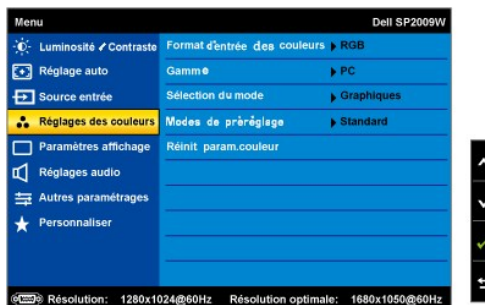 Menu Dell SP2009W
Luminosité / Contraste Format d'entrée des couleurs RGB
Réglage auto Gamme PC
Source entrée Sélection du mode Graphiques
Réglages des couleurs Modes de prèréglage Standard
Paramètres affichage Réinit param.couleur
Réglages audio
Autres paramétrages
Personnaliser
Résolution: 1280x1024@60Hz Résolution optimale: 1680x1050@60Hz